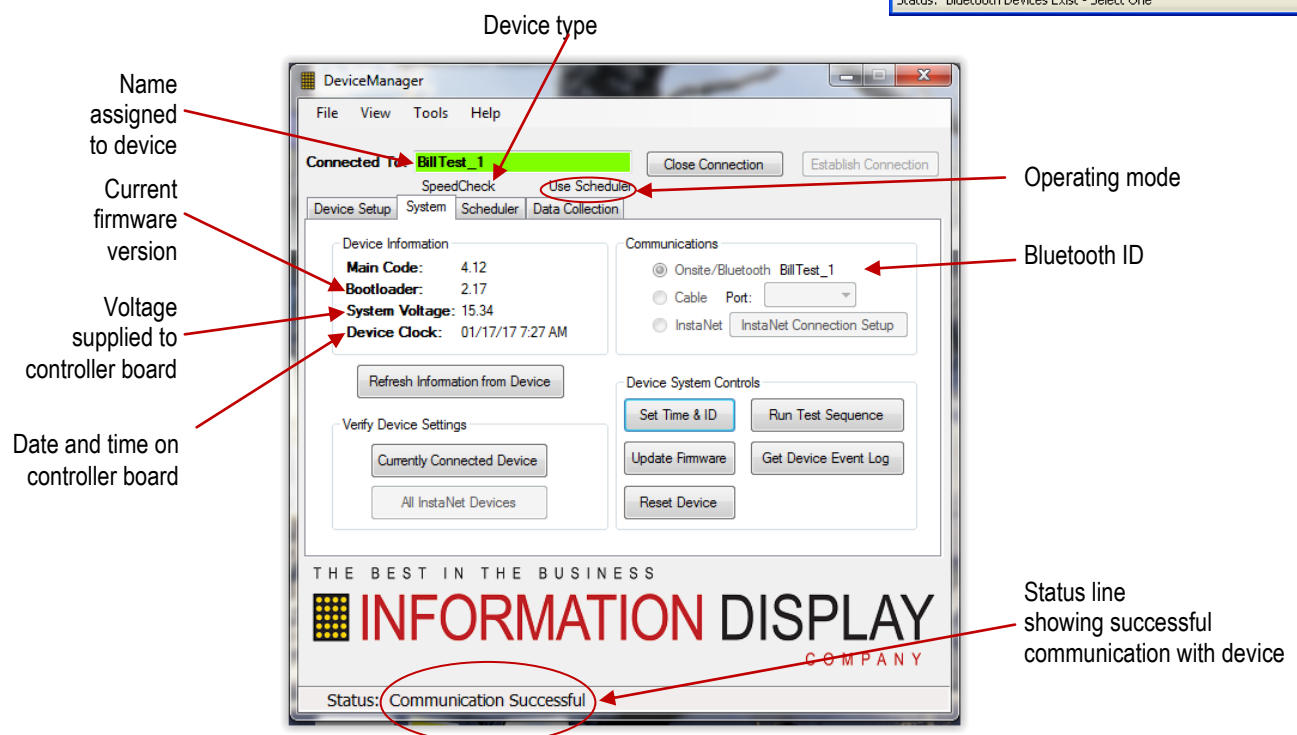 Status: Bluetooth Devices Exist - Select One
Device type
Name
assigned
to device
Current
firmware
version
Voltage
supplied to
controller board
Date and time on
controller board
DeviceManager
File View Tools Help
Connected To: BillTest_1 Close Connection Establish Connection
SpeedCheck Use Scheduler
Device Setup System Scheduler Data Collection
Device Information
Main Code: 4.12
Bootloader: 2.17
System Voltage: 15.34
Device Clock: 01/17/17 7:27 AM
Refresh Information from Device
Verify Device Settings
Currently Connected Device
All InstaNet Devices
Communications
Onsite/Bluetooth BillTest_1
Cable Port:
InstaNet InstaNet Connection Setup
Device System Controls
Set Time & ID Run Test Sequence
Update Firmware Get Device Event Log
Reset Device
THE BEST IN THE BUSINESS
INFORMATION DISPLAY
COMPANY
Status: Communication Successful
Operating mode
Bluetooth ID
Status line
showing successful
communication with device